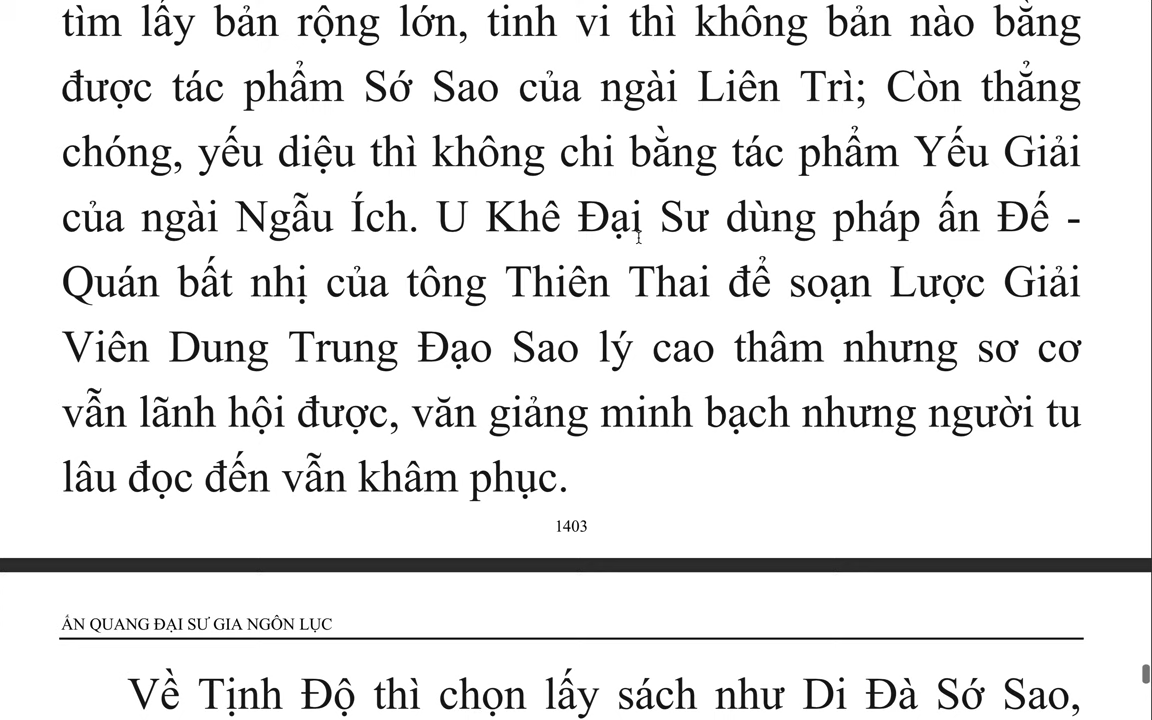 tìm lấy bản rộng lớn, tinh vi thì không bản nào bằng
được tác phẩm Sớ Sao của ngài Liên Trì; Còn thẳng
chóng, yếu diệu thì không chi bằng tác phẩm Yếu Giải
của ngài Ngẫu Ích. U Khê Đại Sư dùng pháp ấn Đế -
Quán bất nhị của tông Thiên Thai để soạn Lược Giải
Viên Dung Trung Đạo Sao lý cao thâm nhưng sơ cơ
vẫn lãnh hội được, văn giảng minh bạch nhưng người tu
lâu đọc đến vẫn khâm phục.
1403
ẤN QUANG ĐẠI SƯ GIA NGÔN LỤC
Về Tịnh Độ thì chọn lấy sách như Di Đà Sớ Sao,